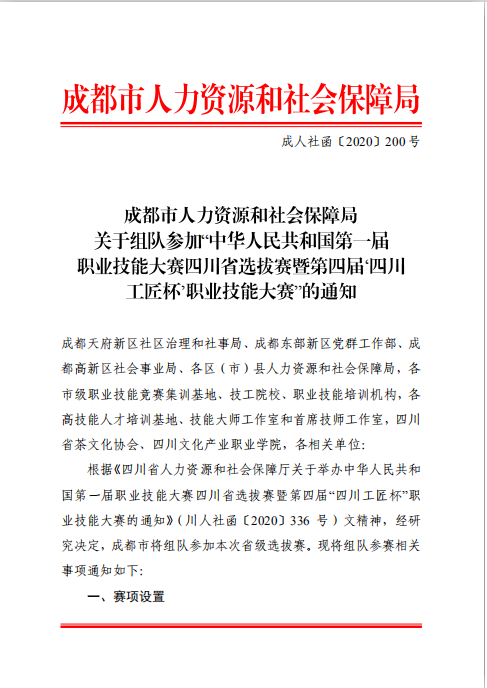 成都市人力资源和社会保障局
成人社函〔2020〕200号
成都市人力资源和社会保障局
关于组队参加“中华人民共和国第一届
职业技能大赛四川省选拔赛暨第四届‘四川
工匠杯’职业技能大赛”的通知
成都天府新区社区治理和社事局、成都东部新区党群工作部、成
都高新区社会事业局、各区（市）县人力资源和社会保障局，各
市级职业技能竞赛集训基地、技工院校、职业技能培训机构，各
高技能人才培训基地、技能大师工作室和首席技师工作室，四川
省茶文化协会、四川文化产业职业学院，各相关单位：
根据《四川省人力资源和社会保障厅关于举办中华人民共和
国第一届职业技能大赛四川省选拔赛暨第四届“四川工匠杯”职
业技能大赛的通知》（川人社函〔2020〕336 号）文精神，经研
究决定，成都市将组队参加本次省级选拔赛。现将组队参赛相关
事项通知如下：
一、赛项设置